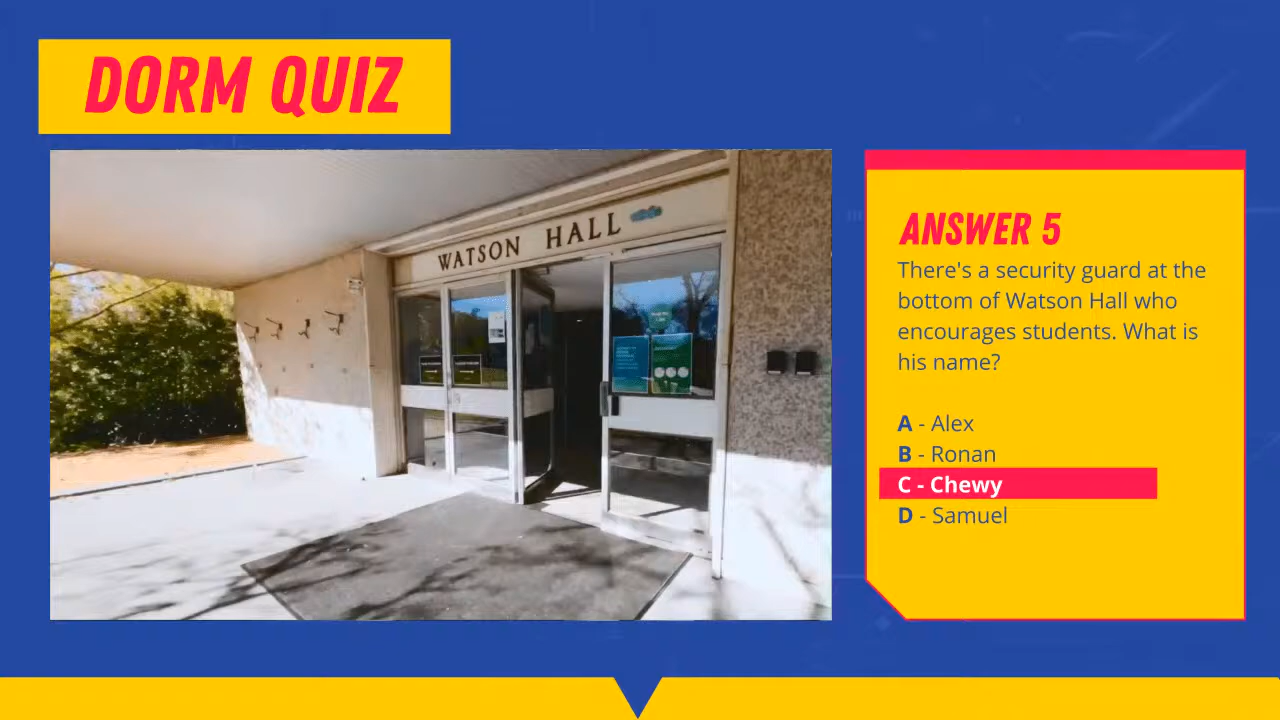 DORM QUIZ
WATSON HALL
ANSWER 5
There's a security guard at the
bottom of Watson Hall who
encourages students. What is
his name?
A - Alex
B - Ronan
C - Chewy
D - Samuel